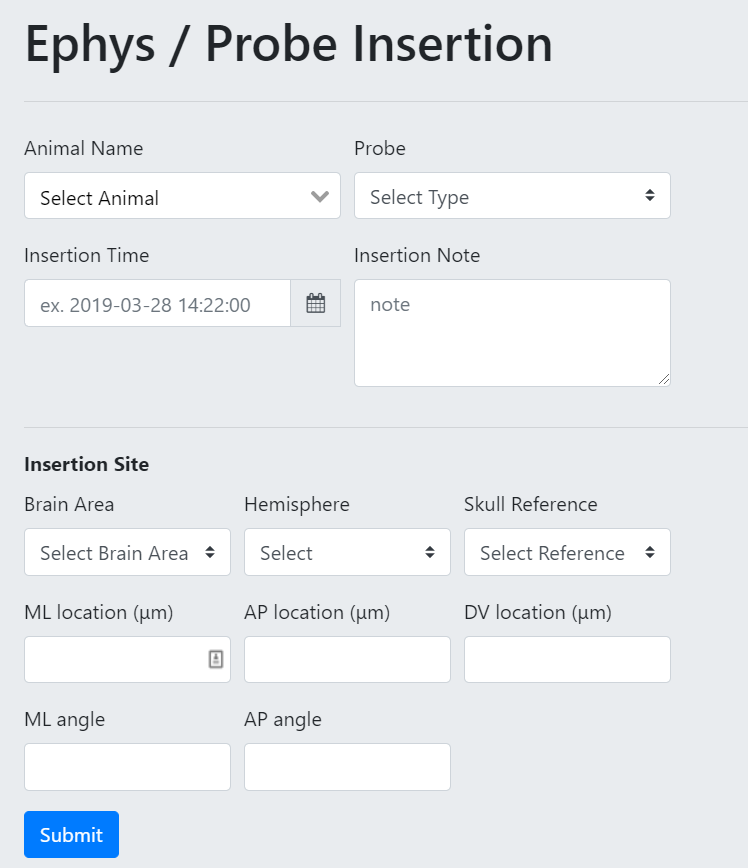 Ephys / Probe Insertion
Animal Name Probe
Select Animal Select Type
Insertion Time Insertion Note
ex. 2019-03-28 14:22:00 note
Insertion Site
Brain Area Hemisphere Skull Reference
Select Brain Area Select Select Reference
ML location (μm) AP location (μm) DV location (μm)
ML angle AP angle
Submit